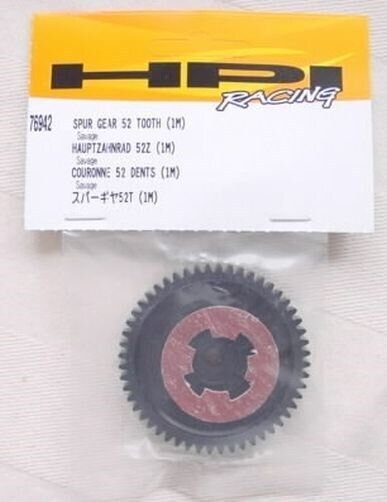 HPI
RACING
76942 SPUR GEAR 52 TOOTH (1M)
Savage
HAUPTZAHNRAD 52Z (1M)
Savage
COURONNE 52 DENTS (1M)
Savage
スパーギヤ52T (1M)